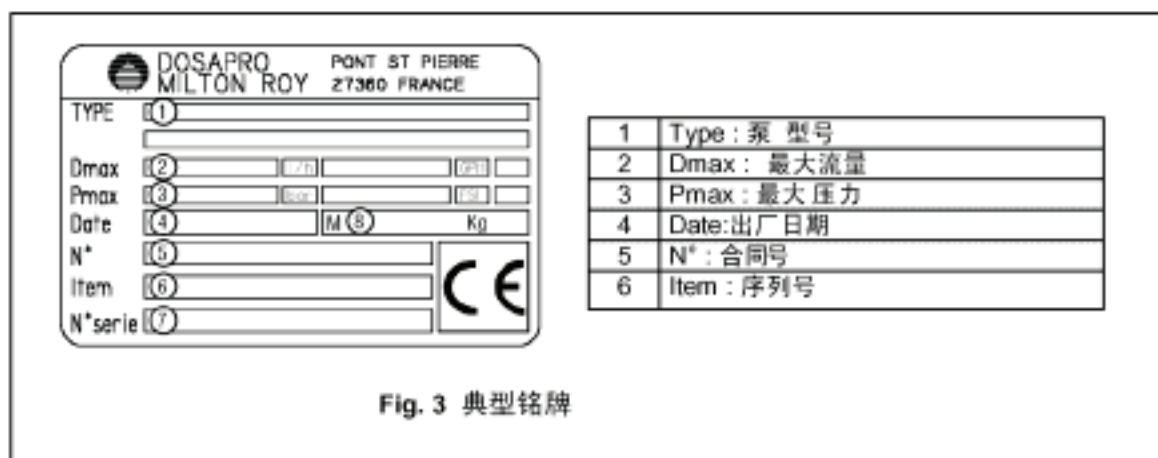 DOSAPRO PONT ST PIERRE
MILTON ROY 27360 FRANCE
TYPE 1
Dmax 2 l/h GPH
Pmax 3 bar PSI
Date 4 M 8 Kg
N° 5
Item 6
N°serie 7
CE
1 Type : 泵 型号
2 Dmax : 最大流量
3 Pmax : 最大 压力
4 Date:出厂日期
5 N° : 合同号
6 Item : 序列号
Fig. 3 典型铭牌